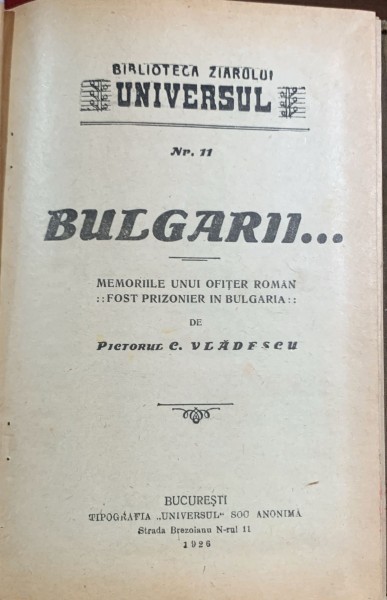 BIBLIOTECA ZIARULUI
UNIVERSUL
Nr. 11
BULGARII...
MEMORIILE UNUI OFIȚER ROMÂN
::FOST PRIZONIER IN BULGARIA::
DE
PICTORUL C. VLĂDESCU
BUCUREȘTI
TIPOGRAFIA „UNIVERSUL” SOC ANONIMĂ
Strada Brezoianu N-rul 11
1926